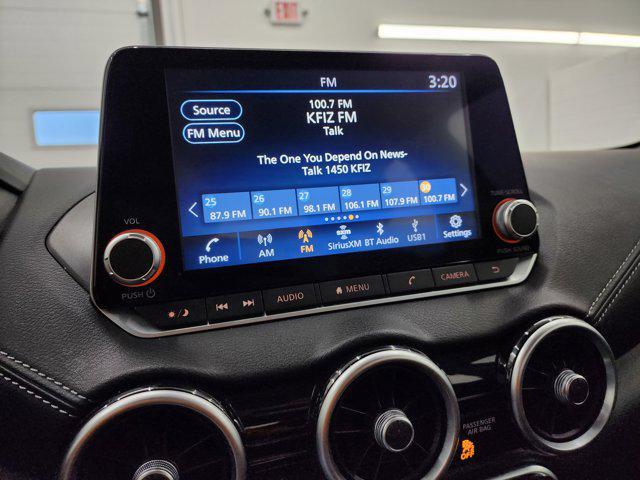 EXIT
FM
3:20
Source
100.7 FM
KFIZ FM
Talk
FM Menu
The One You Depend On News-
Talk 1450 KFIZ
25
87.9 FM
26
90.1 FM
27
98.1 FM
28
106.1 FM
29
107.9 FM
30
100.7 FM
Phone
AM
FM
SiriusXM
BT Audio
USB1
Settings
VOL
PUSH
TUNE·SCROLL
PUSH SOUND
AUDIO
MENU
CAMERA
PASSENGER
AIR BAG
OFF